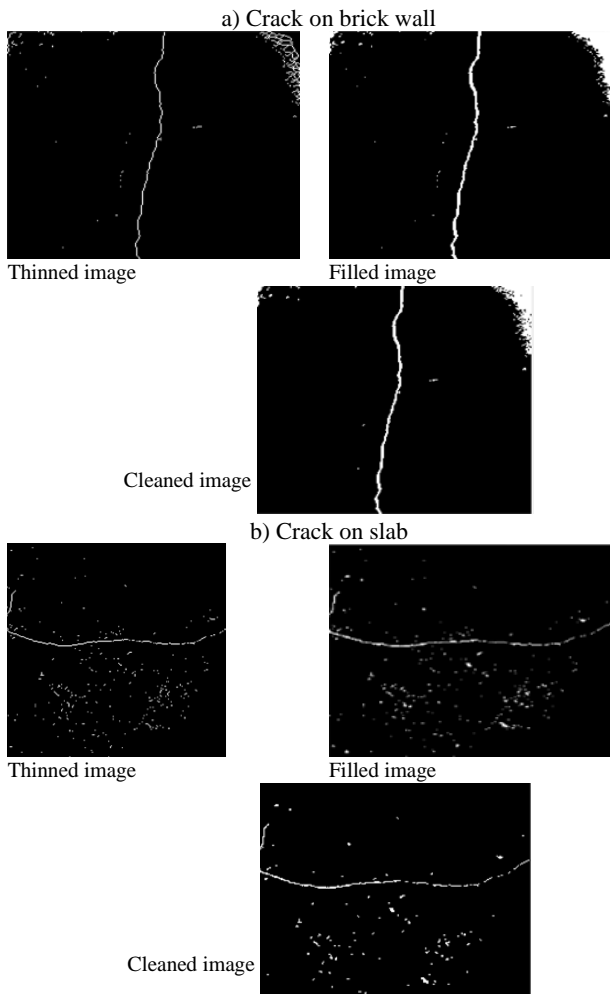 a) Crack on brick wall
Thinned image
Filled image
Cleaned image
b) Crack on slab
Thinned image
Filled image
Cleaned image